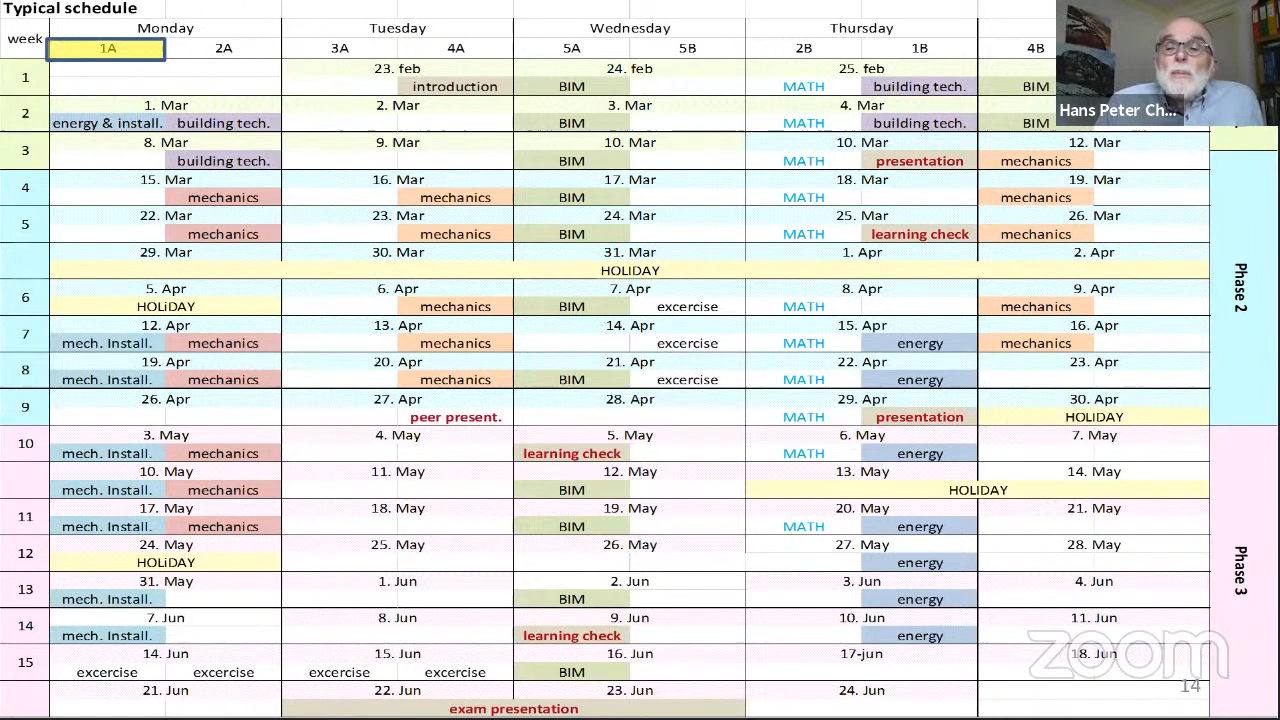 Typical schedule
week Monday Tuesday Wednesday Thursday
1A 2A 3A 4A 5A 5B 2B 1B 4B
1 23. feb 24. feb 25. feb
introduction BIM MATH building tech. BIM
Hans Peter Ch...
2 1. Mar 2. Mar 3. Mar 4. Mar
energy & install. building tech. BIM MATH building tech. BIM
3 8. Mar 9. Mar 10. Mar 10. Mar 12. Mar
building tech. BIM MATH presentation mechanics
4 15. Mar 16. Mar 17. Mar 18. Mar 19. Mar
mechanics mechanics BIM MATH mechanics
5 22. Mar 23. Mar 24. Mar 25. Mar 26. Mar
mechanics mechanics BIM MATH learning check mechanics
29. Mar 30. Mar 31. Mar 1. Apr 2. Apr
HOLIDAY
Phase 2
6 5. Apr 6. Apr 7. Apr 8. Apr 9. Apr
HOLiDAY mechanics BIM excercise MATH mechanics
7 12. Apr 13. Apr 14. Apr 15. Apr 16. Apr
mech. Install. mechanics mechanics excercise MATH energy mechanics
8 19. Apr 20. Apr 21. Apr 22. Apr 23. Apr
mech. Install. mechanics mechanics BIM excercise MATH energy
9 26. Apr 27. Apr 28. Apr 29. Apr 30. Apr
peer present. MATH presentation HOLIDAY
10 3. May 4. May 5. May 6. May 7. May
mech. Install. mechanics learning check MATH energy
10. May 11. May 12. May 13. May 14. May
mech. Install. mechanics BIM HOLIDAY
11 17. May 18. May 19. May 20. May 21. May
mech. Install. mechanics BIM MATH energy
12 24. May 25. May 26. May 27. May 28. May
HOLiDAY energy
Phase 3
13 31. May 1. Jun 2. Jun 3. Jun 4. Jun
mech. Install. BIM energy
14 7. Jun 8. Jun 9. Jun 10. Jun 11. Jun
mech. Install. learning check energy
15 14. Jun 15. Jun 16. Jun 17-jun 18. Jun
excercise excercise excercise excercise BIM
zoom
14
21. Jun 22. Jun 23. Jun 24. Jun
exam presentation